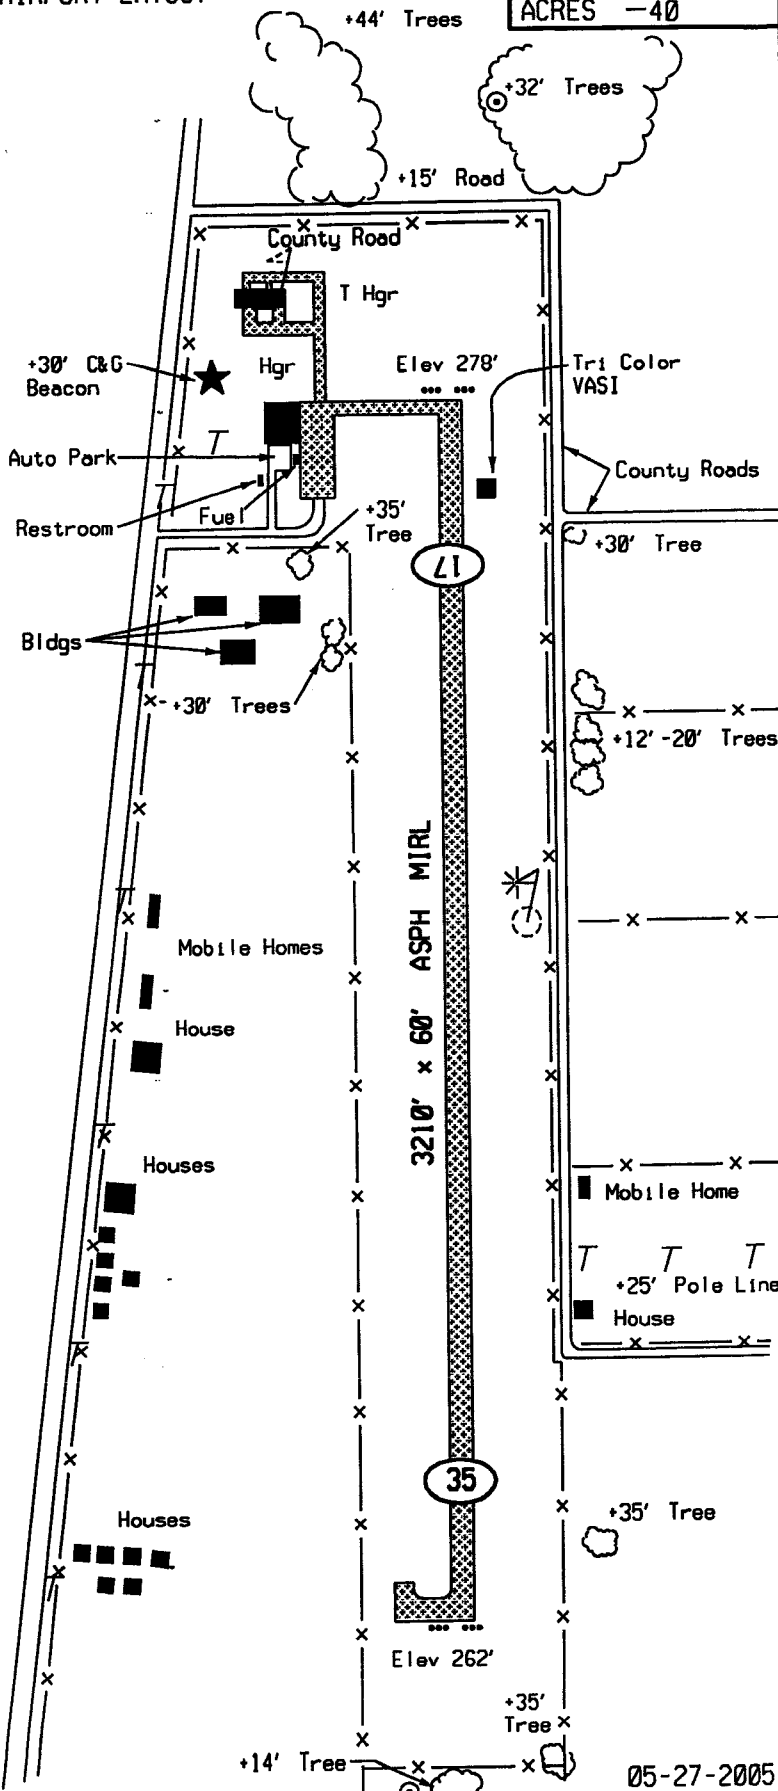 +44' Trees
ACRES -40
+32' Trees
+15' Road
County Road
T Hgr
+30' C&G
Beacon
Hgr
Elev 278'
Tri Color
VASI
Auto Park
County Roads
Restroom
Fuel
+35'
Tree
+30' Tree
17
Bldgs
+30' Trees
+12'-20' Trees
3210' x 60' ASPH MIRL
Mobile Homes
House
Houses
Mobile Home
+25' Pole Line
House
35
Houses
+35' Tree
Elev 262'
+35'
Tree
+14' Tree
05-27-2005